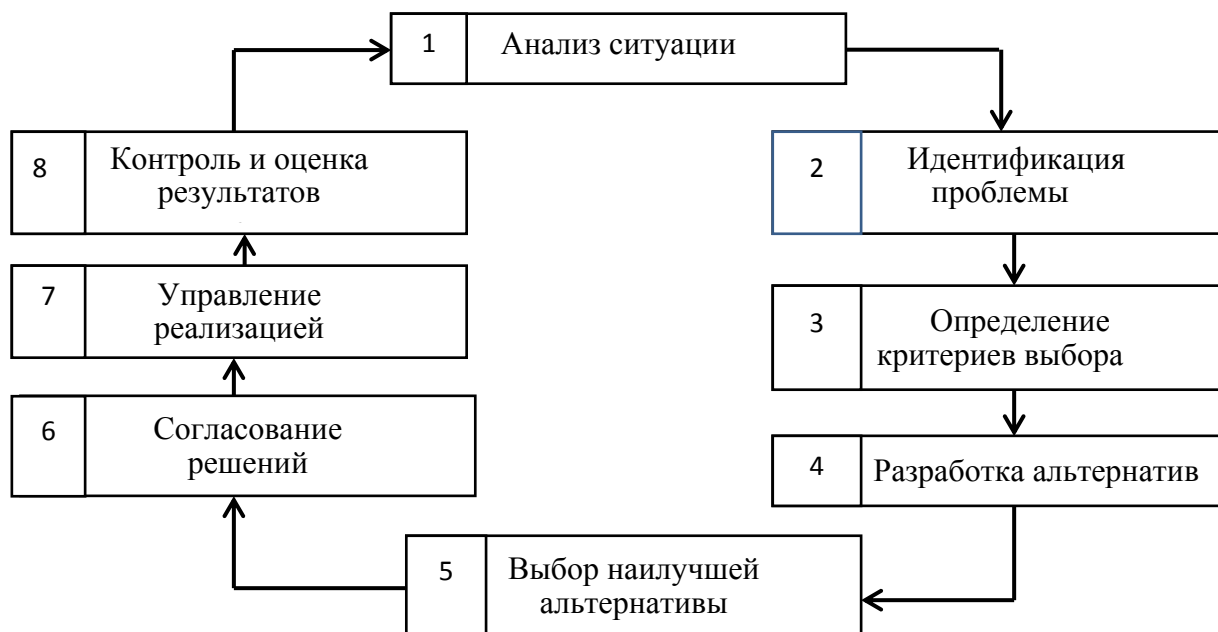 1
Анализ ситуации
2
Идентификация
проблемы
3
Определение
критериев выбора
4
Разработка альтернатив
5
Выбор наилучшей
альтернативы
6
Согласование
решений
7
Управление
реализацией
8
Контроль и оценка
результатов